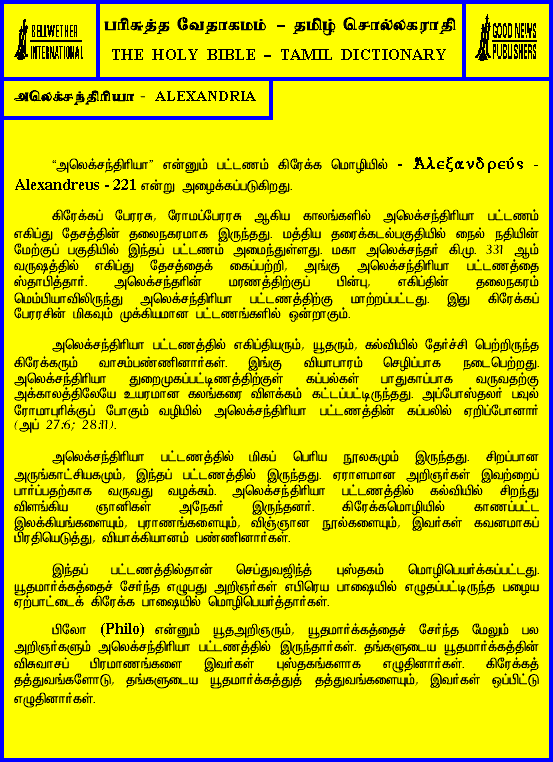 BELLWETHER
INTERNATIONAL
பரிசுத்த வேதாகமம் – தமிழ் சொல்லகராதி
THE HOLY BIBLE – TAMIL DICTIONARY
GOOD NEWS
PUBLISHERS
அலெக்சந்திரியா - ALEXANDRIA
“அலெக்சந்திரியா” என்னும் பட்டணம் கிரேக்க மொழியில் - Ἀλεξανδρεύς -
Alexandreus - 221 என்று அழைக்கப்படுகிறது.
கிரேக்கப் பேரரசு, ரோமப்பேரரசு ஆகிய காலங்களில் அலெக்சந்திரியா பட்டணம்
எகிப்து தேசத்தின் தலைநகரமாக இருந்தது. மத்திய தரைக்கடல்பகுதியில் நைல் நதியின்
மேற்குப் பகுதியில் இந்தப் பட்டணம் அமைந்துள்ளது. மகா அலெக்சந்தர் கி.மு. 331 ஆம்
வருஷத்தில் எகிப்து தேசத்தைக் கைப்பற்றி, அங்கு அலெக்சந்திரியா பட்டணத்தை
ஸ்தாபித்தார். அலெக்சந்தரின் மரணத்திற்குப் பின்பு, எகிப்தின் தலைநகரம்
மெம்பியாவிலிருந்து அலெக்சந்திரியா பட்டணத்திற்கு மாற்றப்பட்டது. இது கிரேக்கப்
பேரரசின் மிகவும் முக்கியமான பட்டணங்களில் ஒன்றாகும்.
அலெக்சந்திரியா பட்டணத்தில் எகிப்தியரும், யூதரும், கல்வியில் தேர்ச்சி பெற்றிருந்த
கிரேக்கரும் வாசம்பண்ணினார்கள். இங்கு வியாபாரம் செழிப்பாக நடைபெற்றது.
அலெக்சந்திரியா துறைமுகப்பட்டிணத்திற்குள் கப்பல்கள் பாதுகாப்பாக வருவதற்கு
அக்காலத்திலேயே உயரமான கலங்கரை விளக்கம் கட்டப்பட்டிருந்தது. அப்போஸ்தலர் பவுல்
ரோமாபுரிக்குப் போகும் வழியில் அலெக்சந்திரியா பட்டணத்தின் கப்பலில் ஏறிப்போனார்
(அப் 27:6; 28:11).
அலெக்சந்திரியா பட்டணத்தில் மிகப் பெரிய நூலகமும் இருந்தது. சிறப்பான
அருங்காட்சியகமும், இந்தப் பட்டணத்தில் இருந்தது. ஏராளமான அறிஞர்கள் இவற்றைப்
பார்ப்பதற்காக வருவது வழக்கம். அலெக்சந்திரியா பட்டணத்தில் கல்வியில் சிறந்து
விளங்கிய ஞானிகள் அநேகர் இருந்தனர். கிரேக்கமொழியில் காணப்பட்ட
இலக்கியங்களையும், புராணங்களையும், விஞ்ஞான நூல்களையும், இவர்கள் கவனமாகப்
பிரதியெடுத்து, வியாக்கியானம் பண்ணினார்கள்.
இந்தப் பட்டணத்தில்தான் செப்துவஜிந்த் புஸ்தகம் மொழிபெயர்க்கப்பட்டது.
யூதமார்க்கத்தைச் சேர்ந்த எழுபது அறிஞர்கள் எபிரெய பாஷையில் எழுதப்பட்டிருந்த பழைய
ஏற்பாட்டைக் கிரேக்க பாஷையில் மொழிபெயர்த்தார்கள்.
பிலோ (Philo) என்னும் யூதஅறிஞரும், யூதமார்க்கத்தைச் சேர்ந்த மேலும் பல
அறிஞர்களும் அலெக்சந்திரியா பட்டணத்தில் இருந்தார்கள். தங்களுடைய யூதமார்க்கத்தின்
விசுவாசப் பிரமாணங்களை இவர்கள் புஸ்தகங்களாக எழுதினார்கள். கிரேக்கத்
தத்துவங்களோடு, தங்களுடைய யூதமார்க்கத்துத் தத்துவங்களையும், இவர்கள் ஒப்பிட்டு
எழுதினார்கள்.